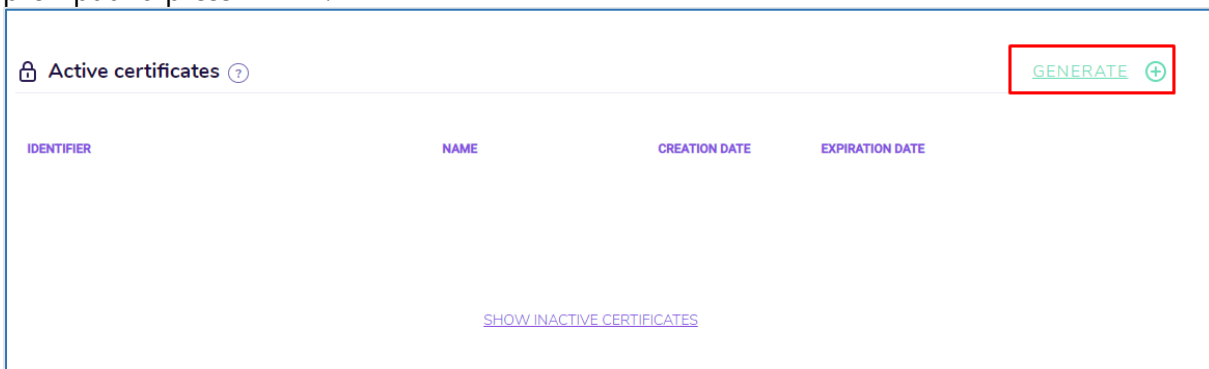 Active certificates ?
GENERATE
IDENTIFIER NAME CREATION DATE EXPIRATION DATE
SHOW INACTIVE CERTIFICATES